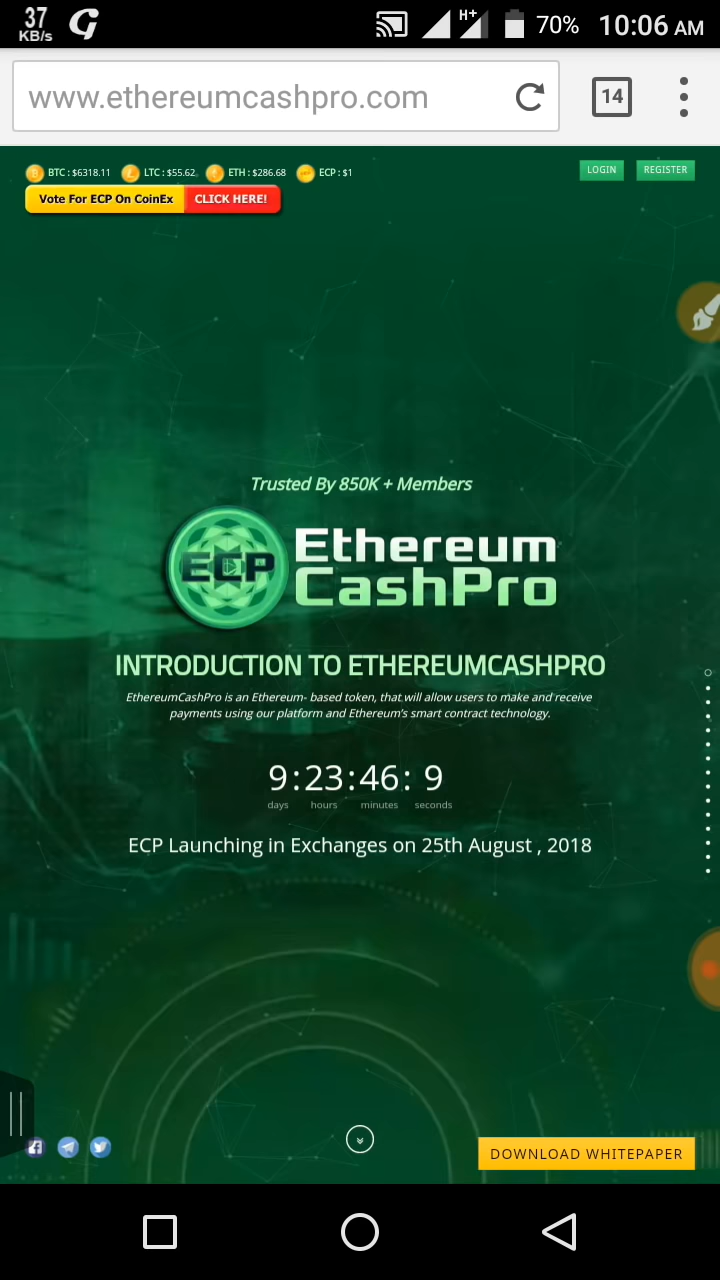 37
KB/s
H+
70%
10:06 AM
www.ethereumcashpro.com
14
BTC : $6318.11
LTC : $55.62
ETH : $286.68
ECP : $1
LOGIN
REGISTER
Vote For ECP On CoinEx
CLICK HERE!
Trusted By 850K + Members
ECP
Ethereum
CashPro
INTRODUCTION TO ETHEREUMCASHPRO
EthereumCashPro is an Ethereum- based token, that will allow users to make and receive
payments using our platform and Ethereum's smart contract technology.
9 : 23 : 46 : 9
days hours minutes seconds
ECP Launching in Exchanges on 25th August , 2018
DOWNLOAD WHITEPAPER